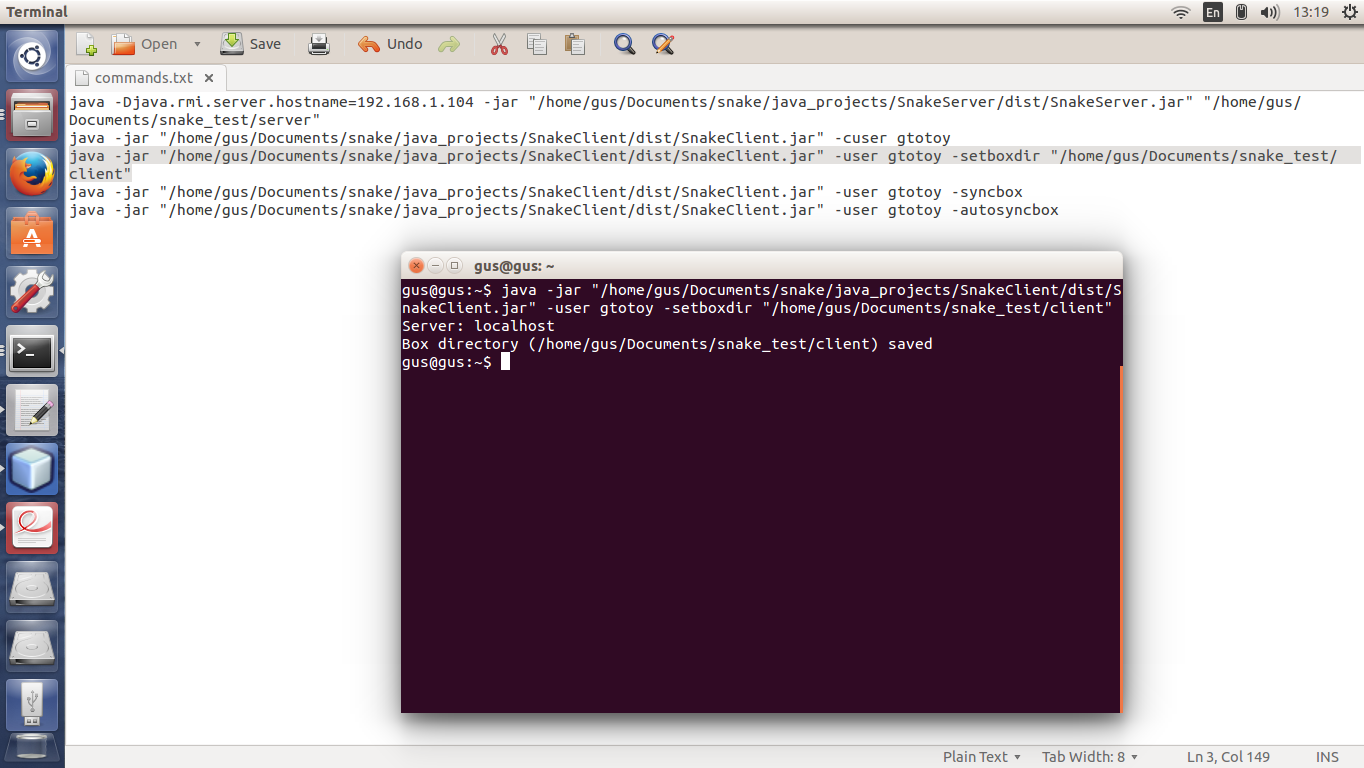 Terminal
En
13:19
Open
Save
Undo
commands.txt
java -Djava.rmi.server.hostname=192.168.1.104 -jar "/home/gus/Documents/snake/java_projects/SnakeServer/dist/SnakeServer.jar" "/home/gus/
Documents/snake_test/server"
java -jar "/home/gus/Documents/snake/java_projects/SnakeClient/dist/SnakeClient.jar" -cuser gtotoy
java -jar "/home/gus/Documents/snake/java_projects/SnakeClient/dist/SnakeClient.jar" -user gtotoy -setboxdir "/home/gus/Documents/snake_test/
client"
java -jar "/home/gus/Documents/snake/java_projects/SnakeClient/dist/SnakeClient.jar" -user gtotoy -syncbox
java -jar "/home/gus/Documents/snake/java_projects/SnakeClient/dist/SnakeClient.jar" -user gtotoy -autosyncbox
gus@gus: ~
gus@gus:~$ java -jar "/home/gus/Documents/snake/java_projects/SnakeClient/dist/S
nakeClient.jar" -user gtotoy -setboxdir "/home/gus/Documents/snake_test/client"
Server: localhost
Box directory (/home/gus/Documents/snake_test/client) saved
gus@gus:~$
Plain Text
Tab Width: 8
Ln 3, Col 149
INS